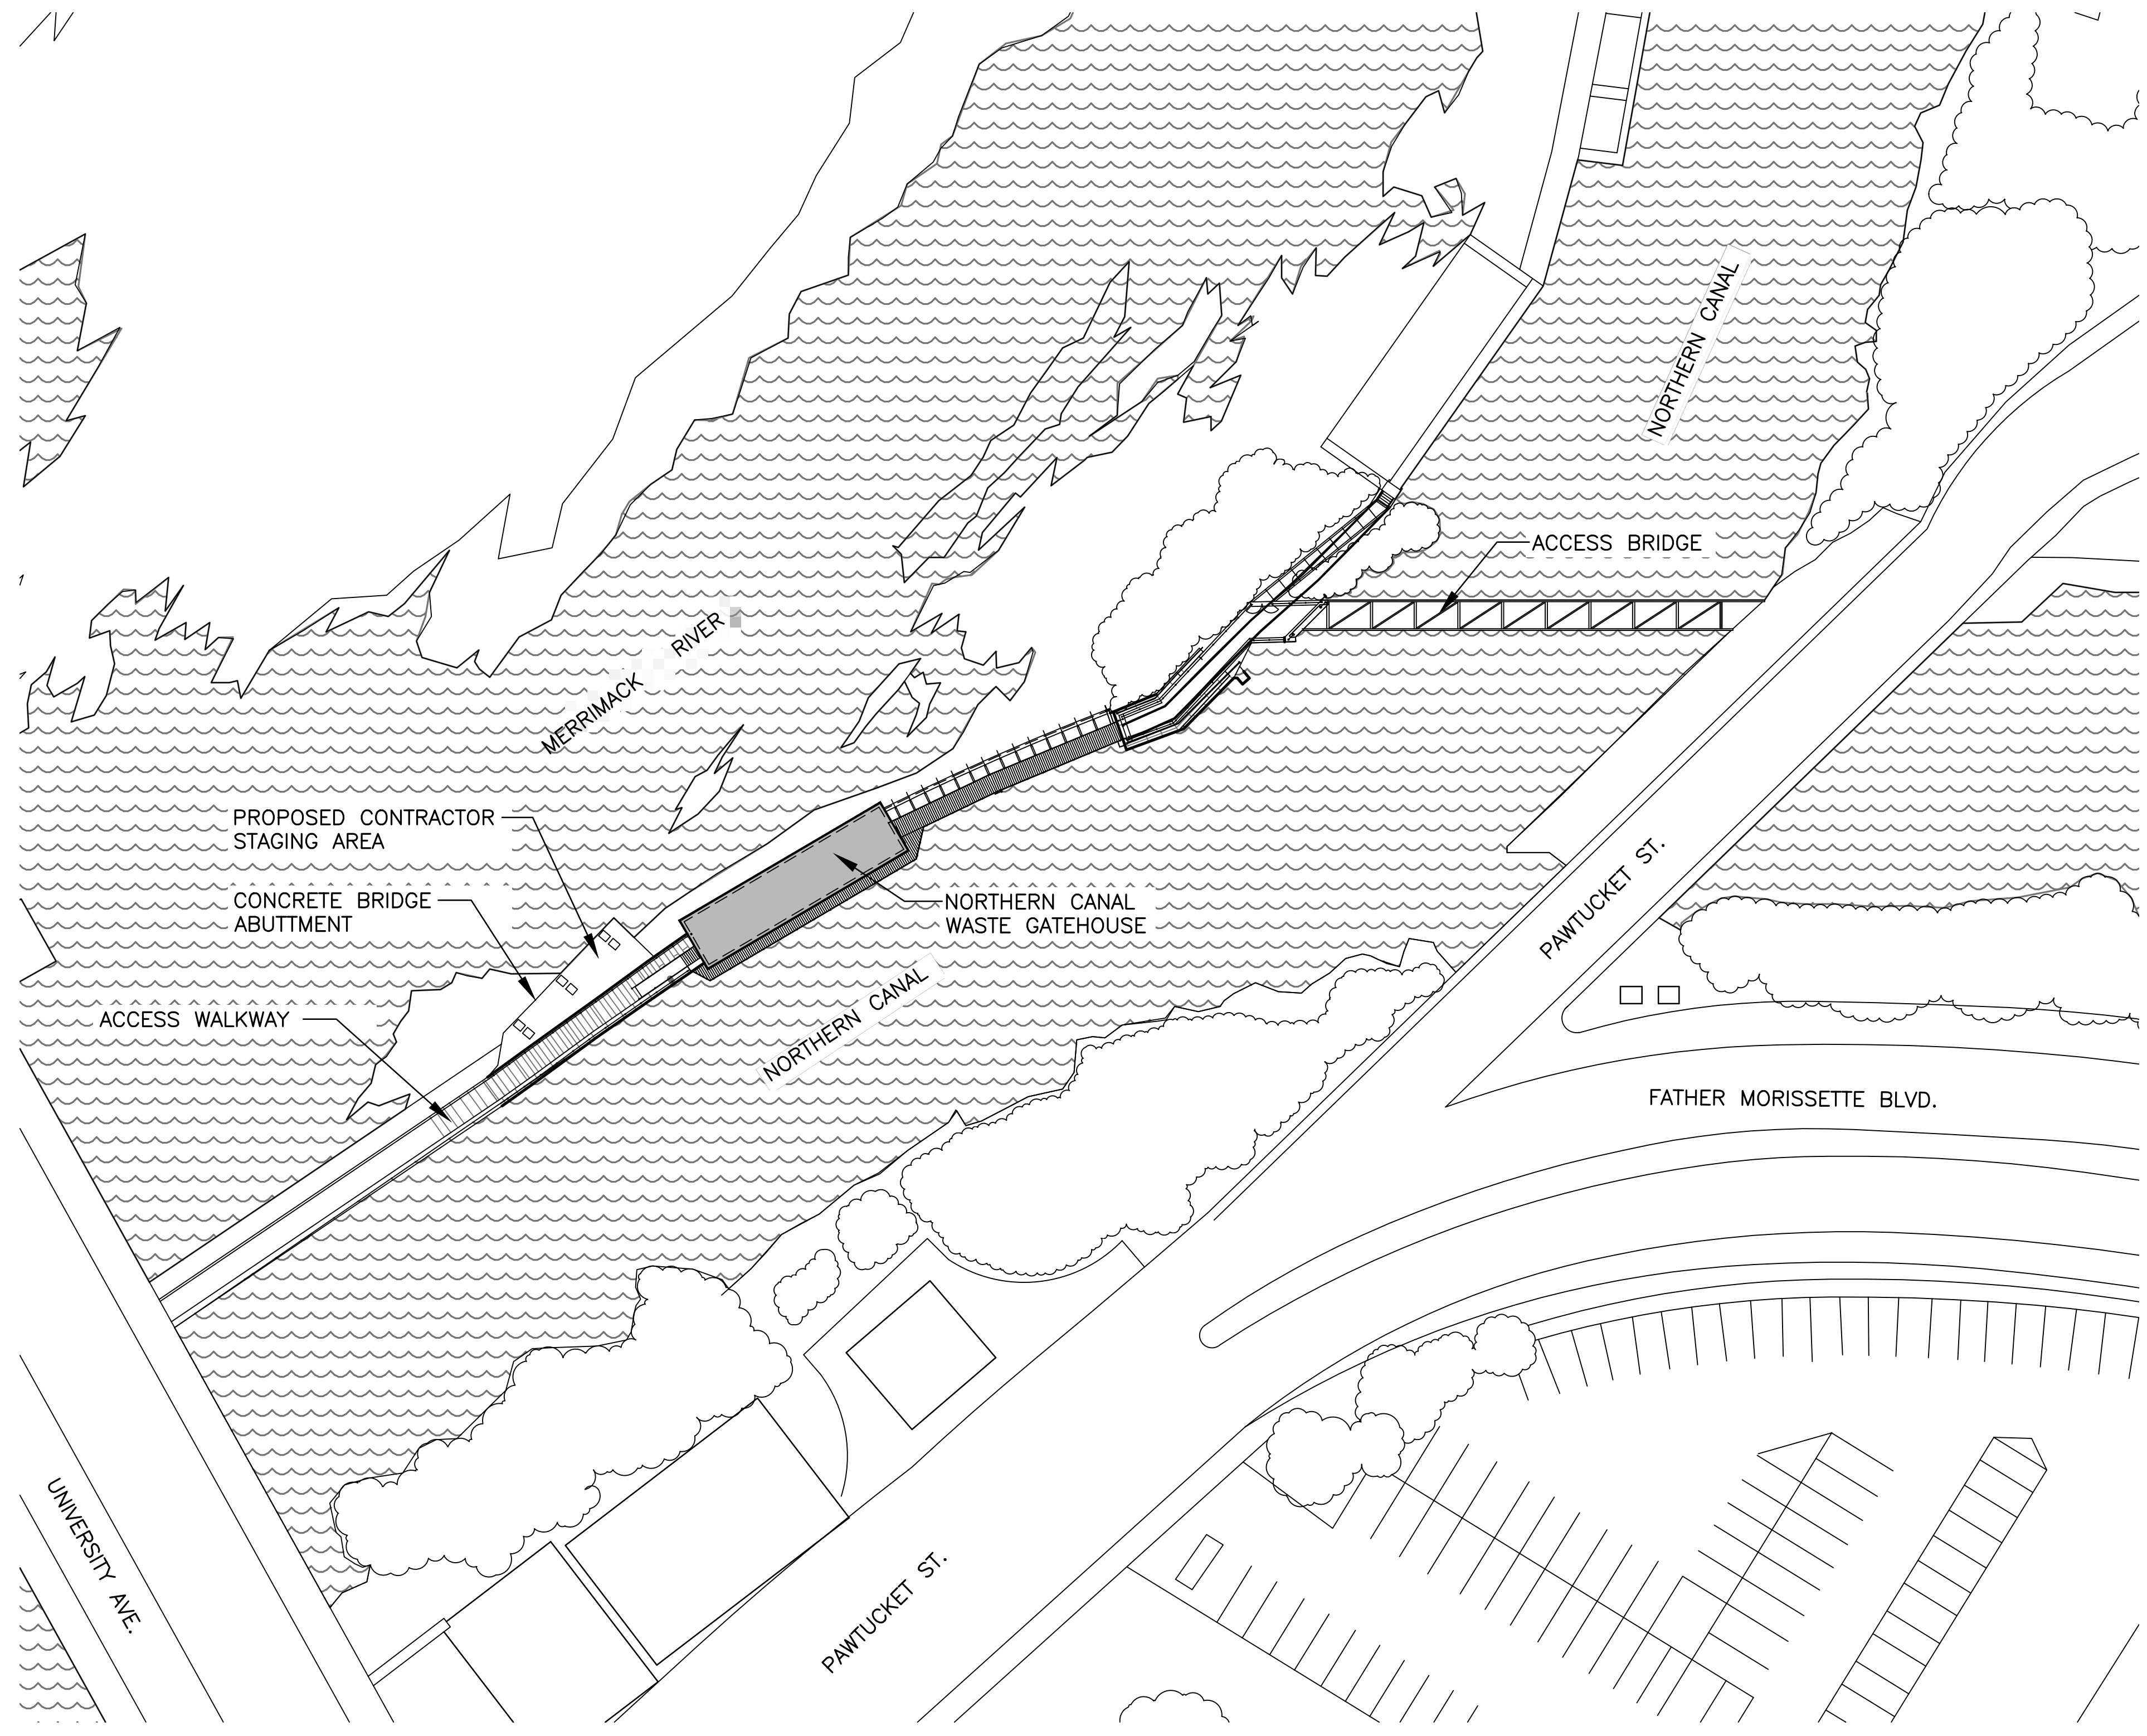 NORTHERN CANAL
ACCESS BRIDGE
MERRIMACK RIVER
PROPOSED CONTRACTOR
STAGING AREA
CONCRETE BRIDGE
ABUTTMENT
NORTHERN CANAL
WASTE GATEHOUSE
PAWTUCKET ST.
ACCESS WALKWAY
NORTHERN CANAL
FATHER MORISSETTE BLVD.
UNIVERSITY AVE.
PAWTUCKET ST.